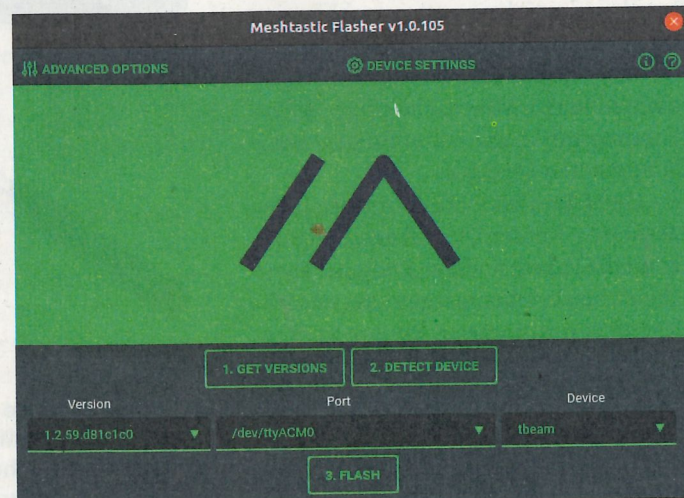 Meshtastic Flasher v1.0.105
ADVANCED OPTIONS
DEVICE SETTINGS
1. GET VERSIONS
2. DETECT DEVICE
Version
Port
Device
1.2.59.d81c1c0
/dev/ttyACM0
tbeam
3. FLASH